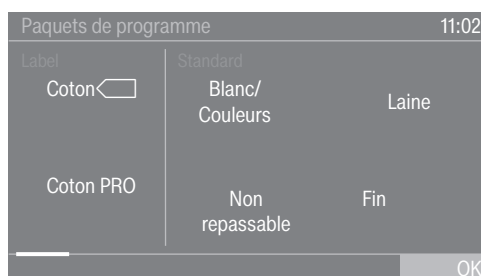 Paquets de programme 11:02
Label Standard
Coton Blanc/
Couleurs Laine
Coton PRO Non
repassable Fin
OK